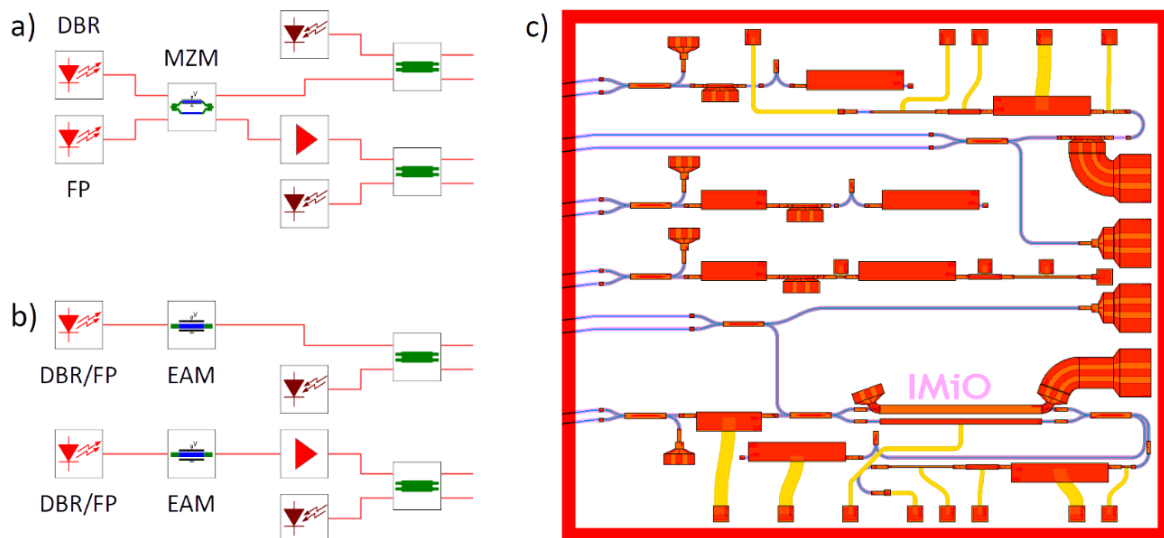 a)
DBR
MZM
FP
b)
DBR/FP
EAM
DBR/FP
EAM
c)
IMiO